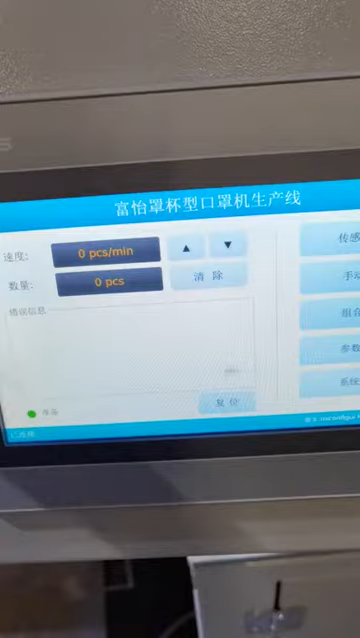 富怡罩杯型口罩机生产线
速度: 0 pcs/min ▲ ▼
数量: 0 pcs 清 除
错误信息
传感
手动
组合
参数
系统
复 位
准备